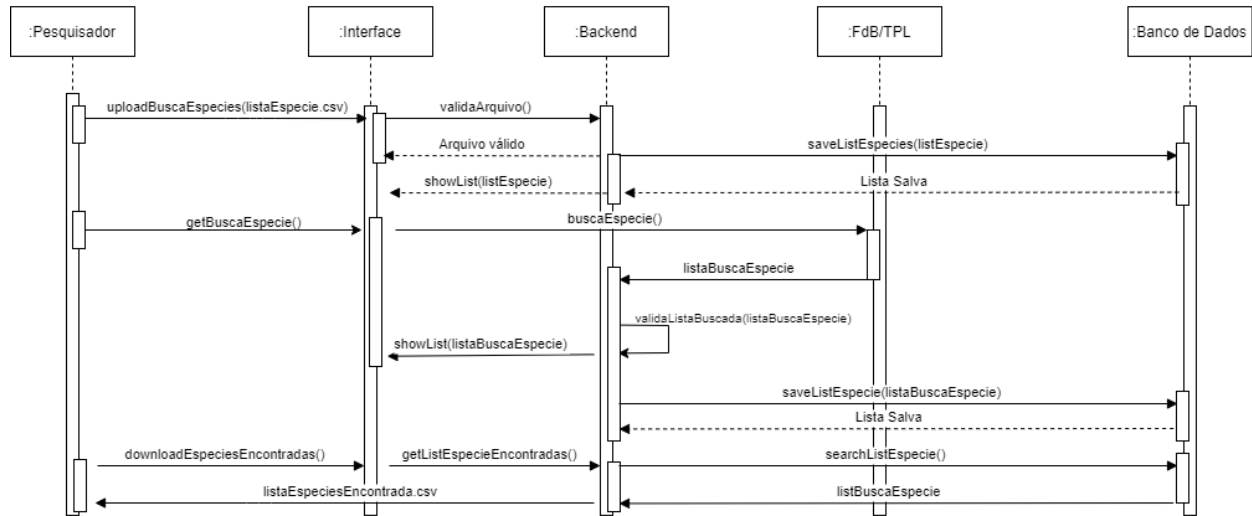 :Pesquisador
:Interface
:Backend
:FdB/TPL
:Banco de Dados
uploadBuscaEspecies(listaEspecie.csv)
validaArquivo()
Arquivo válido
saveListEspecies(listEspecie)
showList(listEspecie)
Lista Salva
getBuscaEspecie()
buscaEspecie()
listaBuscaEspecie
validaListaBuscada(listaBuscaEspecie)
showList(listaBuscaEspecie)
saveListEspecie(listaBuscaEspecie)
Lista Salva
downloadEspeciesEncontradas()
getListEspecieEncontradas()
searchListEspecie()
listaEspeciesEncontrada.csv
listBuscaEspecie